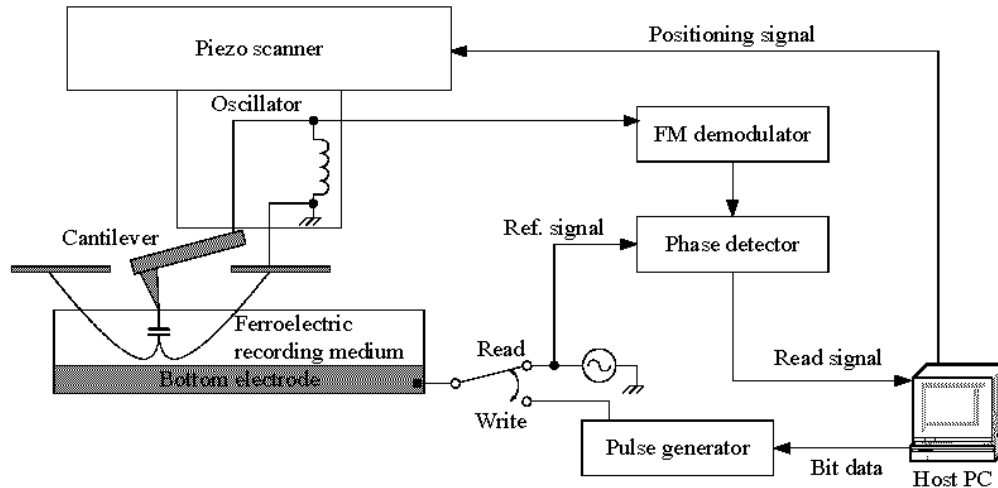 Piezo scanner
Positioning signal
Oscillator
FM demodulator
Cantilever
Ref. signal
Phase detector
Ferroelectric
recording medium
Read
Read signal
Bottom electrode
Write
Pulse generator
Bit data
Host PC